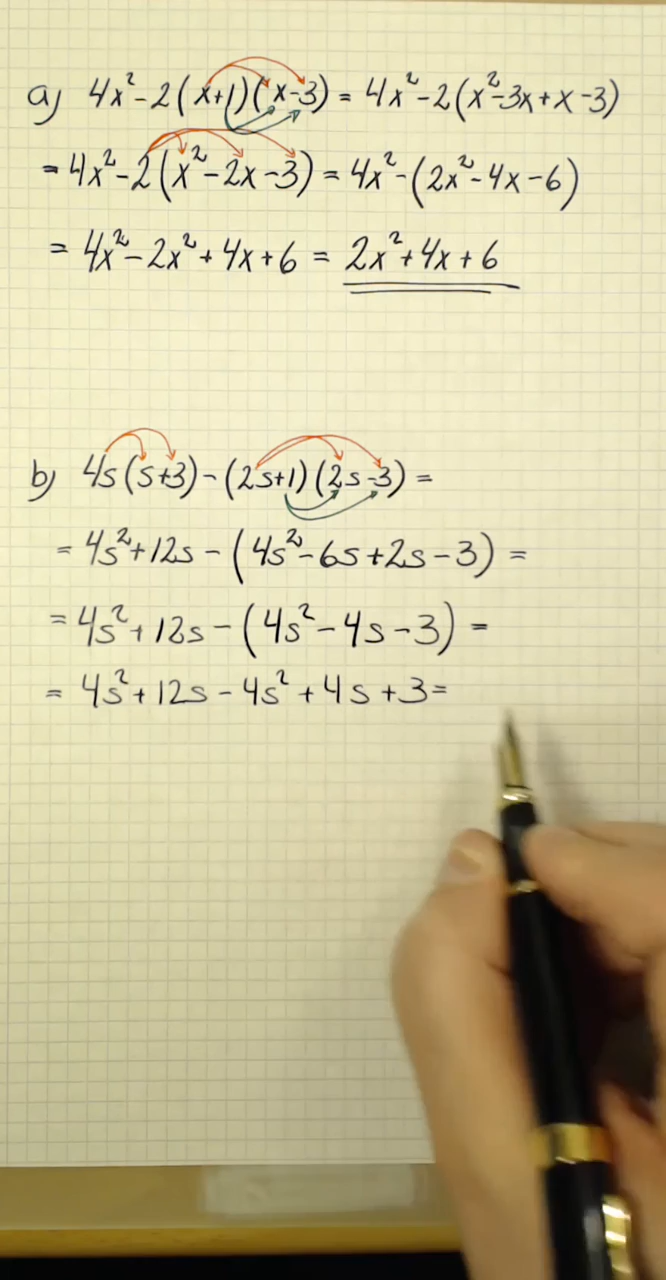 a) 4x² - 2(x+1)(x-3) = 4x² - 2(x² - 3x + x - 3)
= 4x² - 2(x² - 2x - 3) = 4x² - (2x² - 4x - 6)
= 4x² - 2x² + 4x + 6 = 2x² + 4x + 6
b) 4s(s+3) - (2s+1)(2s-3) =
= 4s² + 12s - (4s² - 6s + 2s - 3) =
= 4s² + 12s - (4s² - 4s - 3) =
= 4s² + 12s - 4s² + 4s + 3 =